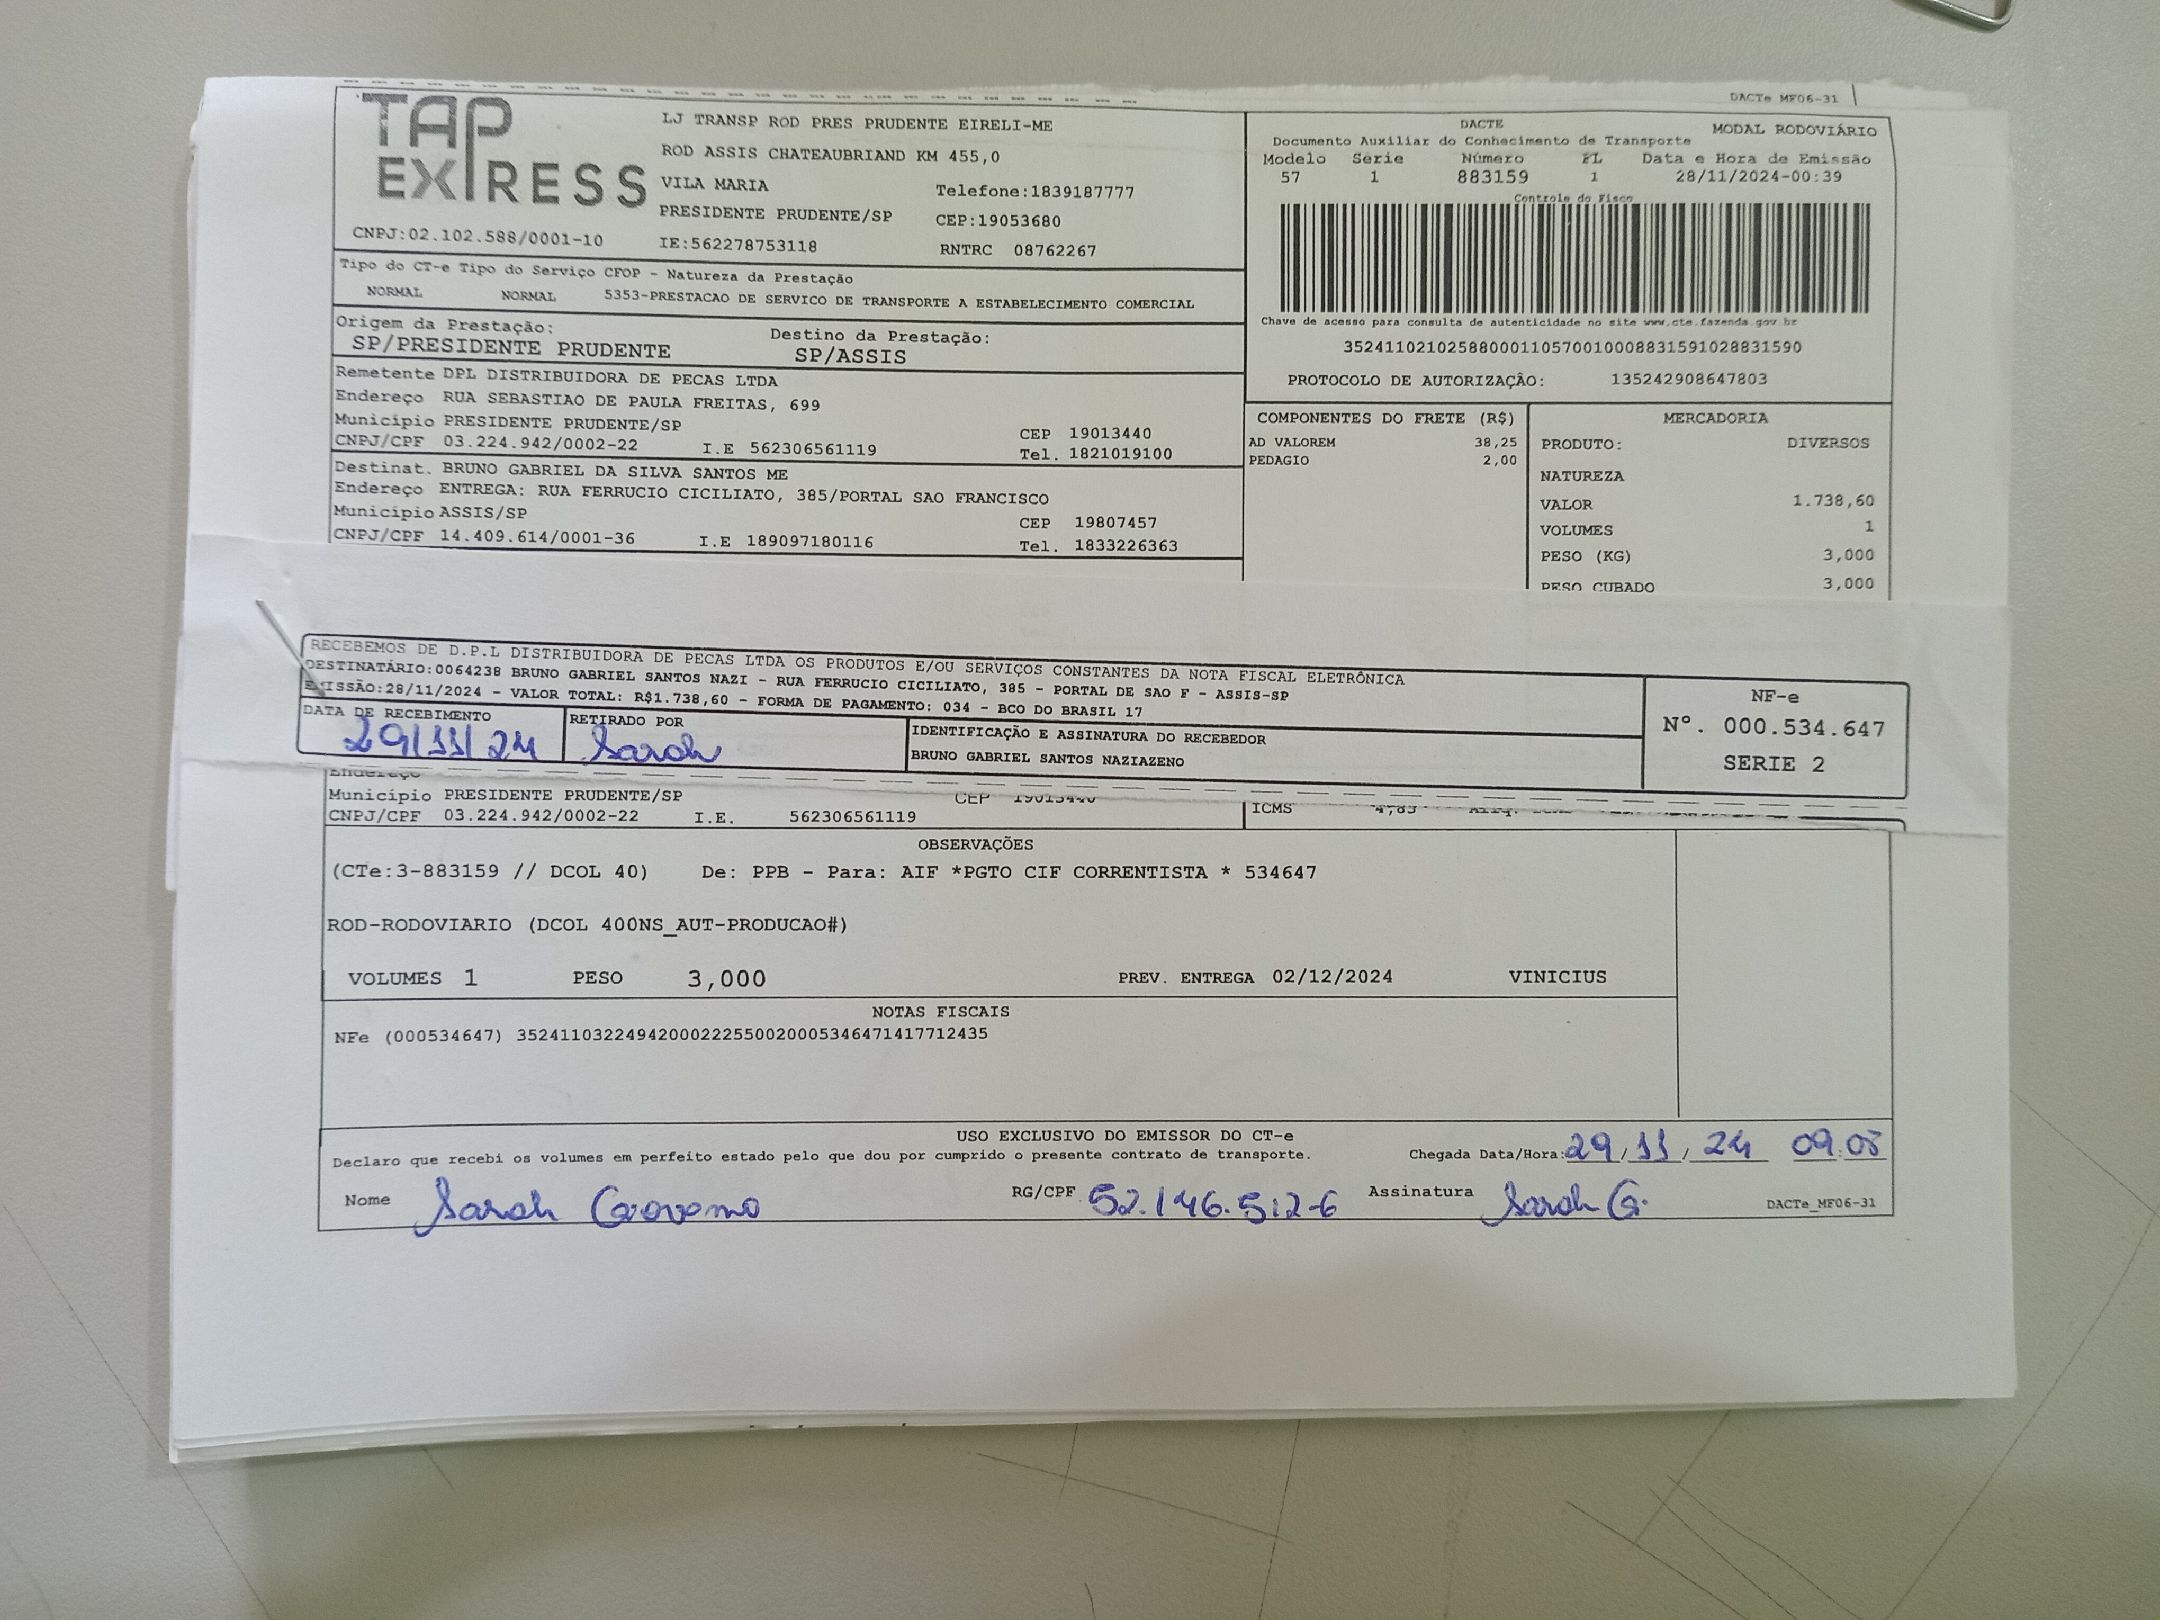 DACTe MF06-31
TAP EXPRESS
LJ TRANSP ROD PRES PRUDENTE EIRELI-ME
ROD ASSIS CHATEAUBRIAND KM 455,0
VILA MARIA Telefone:1839187777
PRESIDENTE PRUDENTE/SP CEP:19053680
CNPJ:02.102.588/0001-10 IE:562278753118 RNTRC 08762267
DACTE MODAL RODOVIÁRIO
Documento Auxiliar do Conhecimento de Transporte
Modelo Serie Número FL Data e Hora de Emissão
57 1 883159 1 28/11/2024-00:39
Controle do Fisco
Chave de acesso para consulta de autenticidade no site www.cte.fazenda.gov.br
35241102102588000110570010008831591028831590
PROTOCOLO DE AUTORIZAÇÃO: 135242908647803
Tipo do CT-e Tipo do Serviço CFOP - Natureza da Prestação
NORMAL NORMAL 5353-PRESTACAO DE SERVICO DE TRANSPORTE A ESTABELECIMENTO COMERCIAL
Origem da Prestação: Destino da Prestação:
SP/PRESIDENTE PRUDENTE SP/ASSIS
Remetente DPL DISTRIBUIDORA DE PECAS LTDA
Endereço RUA SEBASTIAO DE PAULA FREITAS, 699
Município PRESIDENTE PRUDENTE/SP CEP 19013440
CNPJ/CPF 03.224.942/0002-22 I.E 562306561119 Tel. 1821019100
Destinat. BRUNO GABRIEL DA SILVA SANTOS ME
Endereço ENTREGA: RUA FERRUCIO CICILIATO, 385/PORTAL SAO FRANCISCO
Município ASSIS/SP CEP 19807457
CNPJ/CPF 14.409.614/0001-36 I.E 189097180116 Tel. 1833226363
COMPONENTES DO FRETE (R$)
AD VALOREM 38,25
PEDAGIO 2,00
MERCADORIA
PRODUTO: DIVERSOS
NATUREZA
VALOR 1.738,60
VOLUMES 1
PESO (KG) 3,000
PESO CUBADO 3,000
RECEBEMOS DE D.P.L DISTRIBUIDORA DE PECAS LTDA OS PRODUTOS E/OU SERVIÇOS CONSTANTES DA NOTA FISCAL ELETRÔNICA
DESTINATÁRIO:0064238 BRUNO GABRIEL SANTOS NAZI - RUA FERRUCIO CICILIATO, 385 - PORTAL DE SAO F - ASSIS-SP
EMISSÃO:28/11/2024 - VALOR TOTAL: R$1.738,60 - FORMA DE PAGAMENTO: 034 - BCO DO BRASIL 17
DATA DE RECEBIMENTO RETIRADO POR IDENTIFICAÇÃO E ASSINATURA DO RECEBEDOR
29/11/24 Sarah BRUNO GABRIEL SANTOS NAZIAZENO
NF-e
Nº. 000.534.647
SERIE 2
Endereço
Município PRESIDENTE PRUDENTE/SP CEP 19013440
CNPJ/CPF 03.224.942/0002-22 I.E. 562306561119
ICMS 4,83
OBSERVAÇÕES
(CTe:3-883159 // DCOL 40) De: PPB - Para: AIF *PGTO CIF CORRENTISTA * 534647
ROD-RODOVIARIO (DCOL 400NS_AUT-PRODUCAO#)
VOLUMES 1 PESO 3,000 PREV. ENTREGA 02/12/2024 VINICIUS
NOTAS FISCAIS
NFe (000534647) 35241103224942000222550020005346471417712435
USO EXCLUSIVO DO EMISSOR DO CT-e
Declaro que recebi os volumes em perfeito estado pelo que dou por cumprido o presente contrato de transporte. Chegada Data/Hora: 29/11/24 09:08
Nome Sarah RG/CPF 52.146.512-6 Assinatura Sarah G.
DACTe_MF06-31